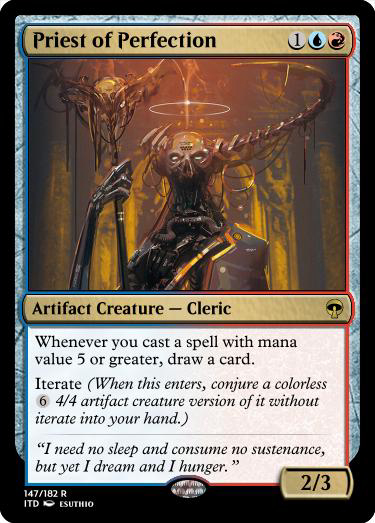 Priest of Perfection 1
Artifact Creature — Cleric
Whenever you cast a spell with mana
value 5 or greater, draw a card.
Iterate (When this enters, conjure a colorless
6 4/4 artifact creature version of it without
iterate into your hand.)
“I need no sleep and consume no sustenance,
but yet I dream and I hunger.”
2/3
147/182 R
ITD ESUTHIO